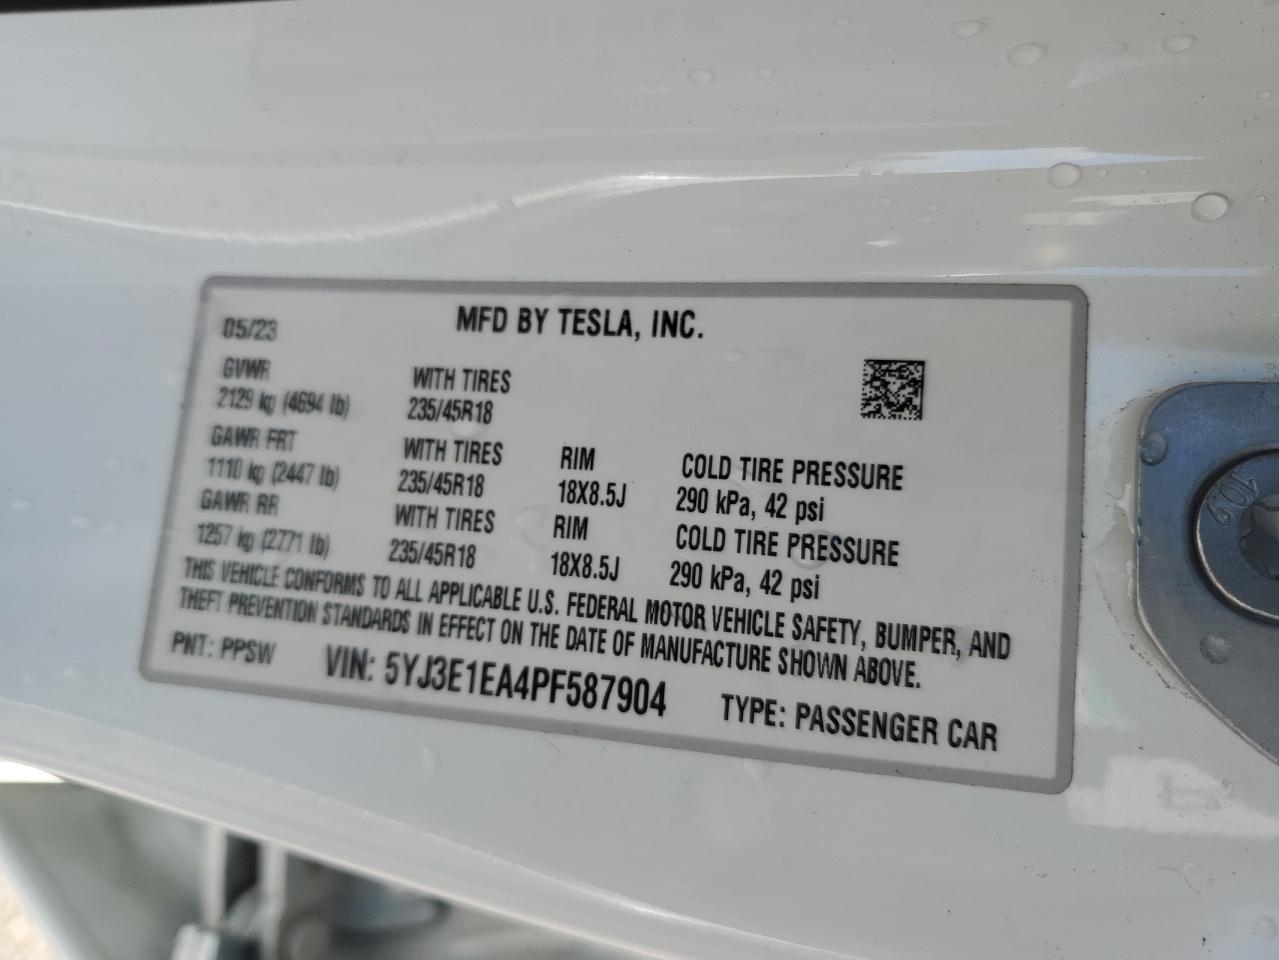 MFD BY TESLA, INC.
05/23
GVWR
2129 kg (4694 lb)
WITH TIRES
235/45R18
GAWR FRT
1110 kg (2447 lb)
WITH TIRES
235/45R18
RIM
18X8.5J
COLD TIRE PRESSURE
290 kPa, 42 psi
GAWR RR
1257 kg (2771 lb)
WITH TIRES
235/45R18
RIM
18X8.5J
COLD TIRE PRESSURE
290 kPa, 42 psi
THIS VEHICLE CONFORMS TO ALL APPLICABLE U.S. FEDERAL MOTOR VEHICLE SAFETY, BUMPER, AND
THEFT PREVENTION STANDARDS IN EFFECT ON THE DATE OF MANUFACTURE SHOWN ABOVE.
PNT: PPSW
VIN: 5YJ3E1EA4PF587904
TYPE: PASSENGER CAR
10.9